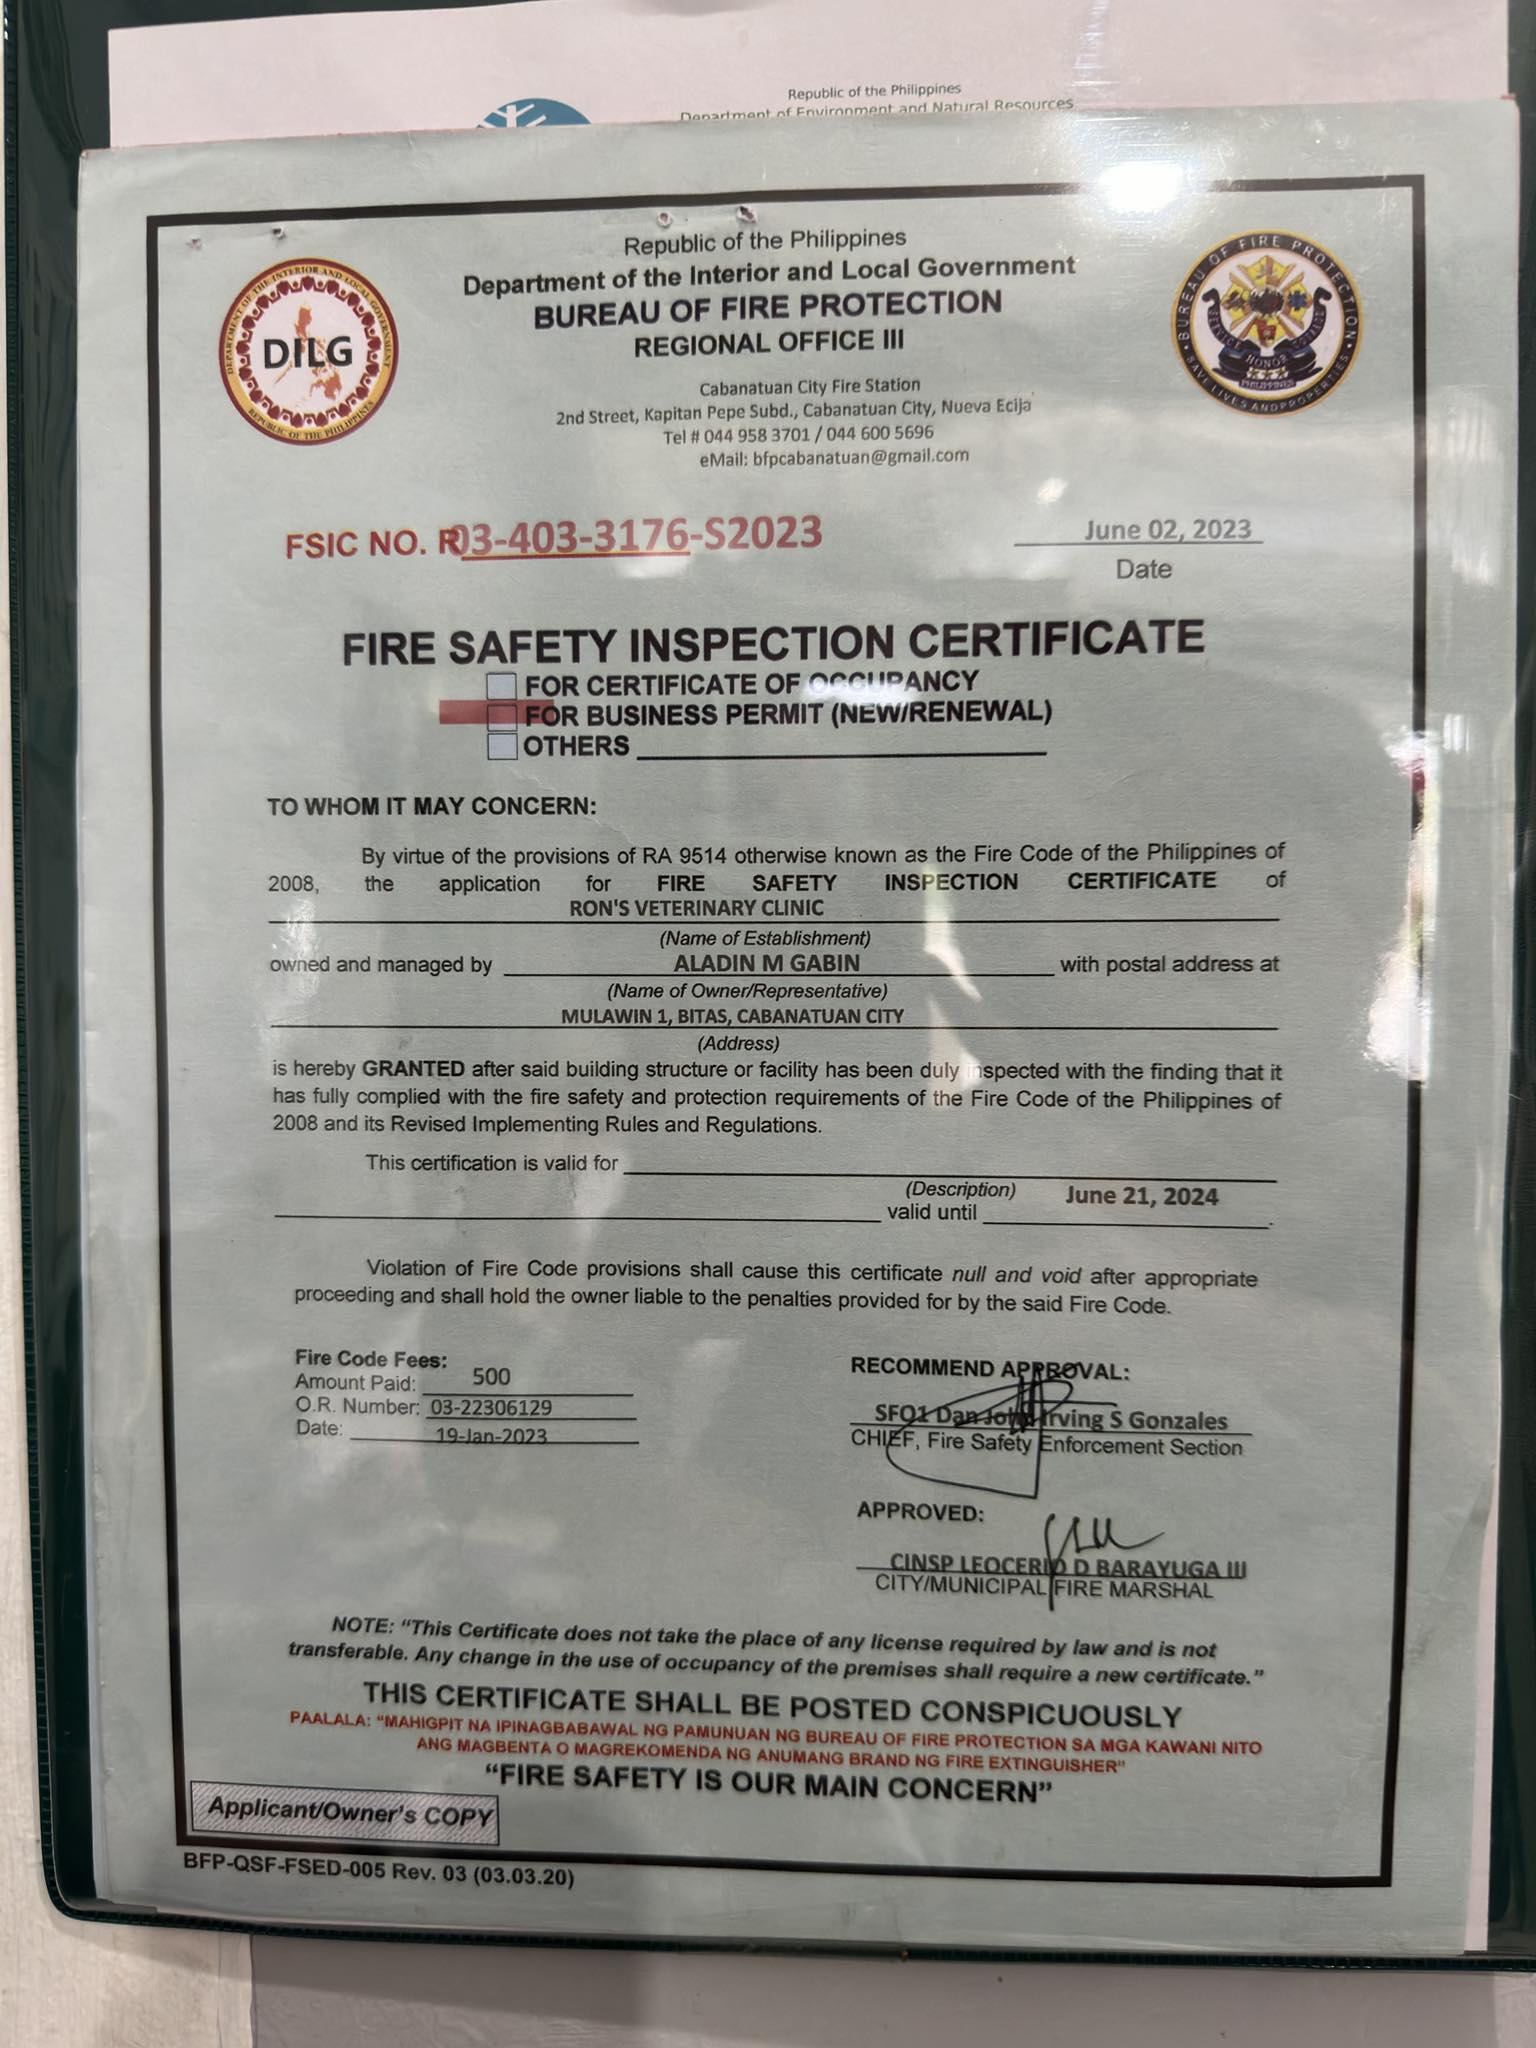 Republic of the Philippines
Department of Environment and Natural Resources
Republic of the Philippines
Department of the Interior and Local Government
BUREAU OF FIRE PROTECTION
REGIONAL OFFICE III
DEPARTMENT OF THE INTERIOR AND LOCAL GOVERNMENT
DILG
REPUBLIC OF THE PHILIPPINES
BUREAU OF FIRE PROTECTION
SERVICE HONOR COURAGE
PHILIPPINES
SAVE LIVES AND PROPERTIES
Cabanatuan City Fire Station
2nd Street, Kapitan Pepe Subd., Cabanatuan City, Nueva Ecija
Tel # 044 958 3701 / 044 600 5696
eMail: bfpcabanatuan@gmail.com
FSIC NO. R03-403-3176-S2023
June 02, 2023
Date
FIRE SAFETY INSPECTION CERTIFICATE
FOR CERTIFICATE OF OCCUPANCY
FOR BUSINESS PERMIT (NEW/RENEWAL)
OTHERS
TO WHOM IT MAY CONCERN:
By virtue of the provisions of RA 9514 otherwise known as the Fire Code of the Philippines of
2008, the application for FIRE SAFETY INSPECTION CERTIFICATE of
RON'S VETERINARY CLINIC
(Name of Establishment)
owned and managed by ALADIN M GABIN with postal address at
(Name of Owner/Representative)
MULAWIN 1, BITAS, CABANATUAN CITY
(Address)
is hereby GRANTED after said building structure or facility has been duly inspected with the finding that it
has fully complied with the fire safety and protection requirements of the Fire Code of the Philippines of
2008 and its Revised Implementing Rules and Regulations.
This certification is valid for
(Description) June 21, 2024
valid until
Violation of Fire Code provisions shall cause this certificate null and void after appropriate
proceeding and shall hold the owner liable to the penalties provided for by the said Fire Code.
Fire Code Fees:
Amount Paid: 500
O.R. Number: 03-22306129
Date: 19-Jan-2023
RECOMMEND APPROVAL:
SFO1 Dan John Irving S Gonzales
CHIEF, Fire Safety Enforcement Section
APPROVED:
CINSP LEOCERIO D BARAYUGA III
CITY/MUNICIPAL FIRE MARSHAL
NOTE: “This Certificate does not take the place of any license required by law and is not
transferable. Any change in the use of occupancy of the premises shall require a new certificate.”
THIS CERTIFICATE SHALL BE POSTED CONSPICUOUSLY
PAALALA: “MAHIGPIT NA IPINAGBABAWAL NG PAMUNUAN NG BUREAU OF FIRE PROTECTION SA MGA KAWANI NITO
ANG MAGBENTA O MAGREKOMENDA NG ANUMANG BRAND NG FIRE EXTINGUISHER”
“FIRE SAFETY IS OUR MAIN CONCERN”
Applicant/Owner's COPY
BFP-QSF-FSED-005 Rev. 03 (03.03.20)